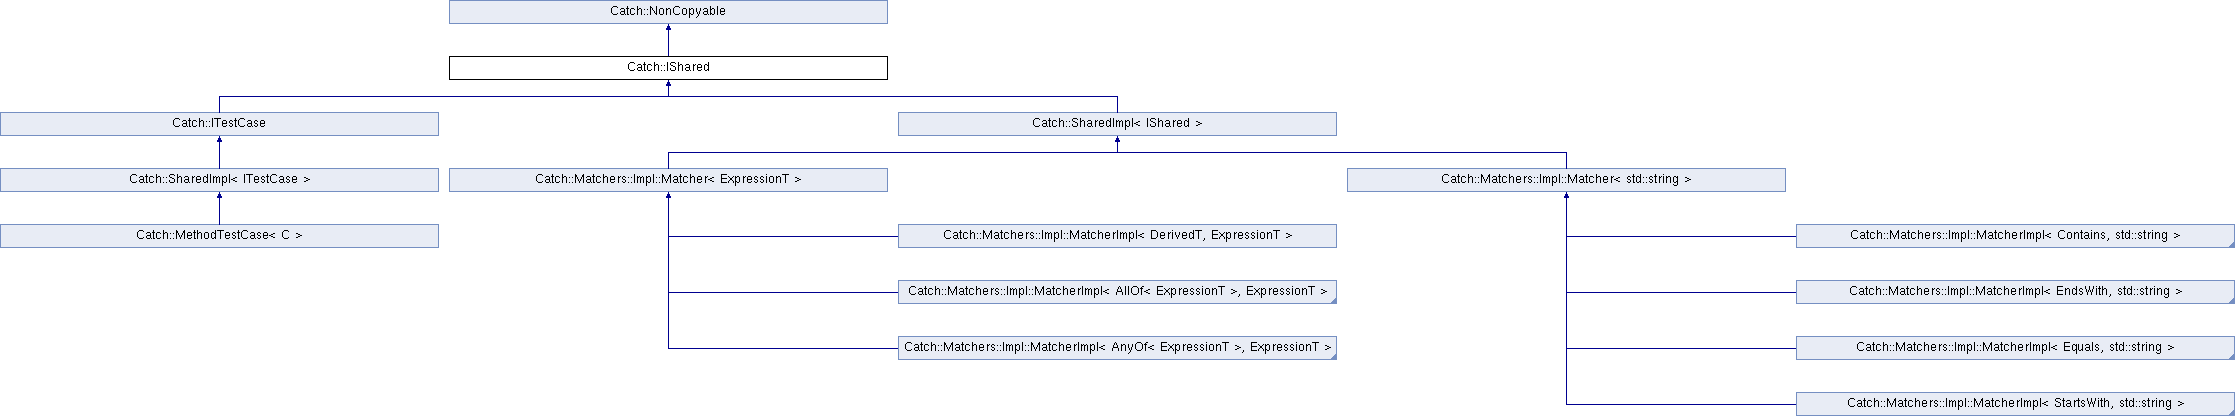 Catch::NonCopyable
Catch::IShared
Catch::ITestCase
Catch::SharedImpl< IShared >
Catch::SharedImpl< ITestCase >
Catch::Matchers::Impl::Matcher< ExpressionT >
Catch::Matchers::Impl::Matcher< std::string >
Catch::MethodTestCase< C >
Catch::Matchers::Impl::MatcherImpl< DerivedT, ExpressionT >
Catch::Matchers::Impl::MatcherImpl< Contains, std::string >
Catch::Matchers::Impl::MatcherImpl< AllOf< ExpressionT >, ExpressionT >
Catch::Matchers::Impl::MatcherImpl< EndsWith, std::string >
Catch::Matchers::Impl::MatcherImpl< AnyOf< ExpressionT >, ExpressionT >
Catch::Matchers::Impl::MatcherImpl< Equals, std::string >
Catch::Matchers::Impl::MatcherImpl< StartsWith, std::string >